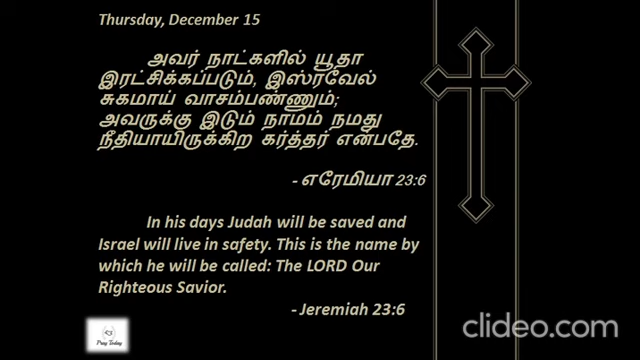 Thursday, December 15
அவர் நாட்களில் யூதா
இரட்சிக்கப்படும், இஸ்ரவேல்
சுகமாய் வாசம்பண்ணும்;
அவருக்கு இடும் நாமம் நமது
நீதியாயிருக்கிற கர்த்தர் என்பதே.
- எரேமியா 23:6
In his days Judah will be saved and
Israel will live in safety. This is the name by
which he will be called: The LORD Our
Righteous Savior.
- Jeremiah 23:6
Pray Today
clideo.com